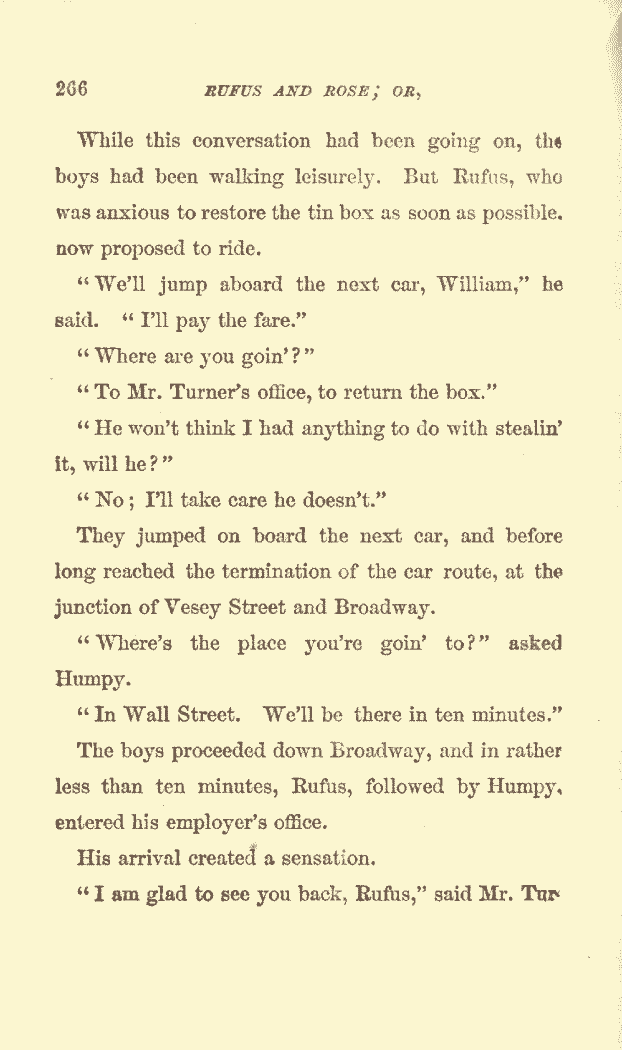 266 RUFUS AND ROSE; OR,
While this conversation had been going on, the
boys had been walking leisurely. But Rufus, who
was anxious to restore the tin box as soon as possible.
now proposed to ride.
"We'll jump aboard the next car, William," he
said. "I'll pay the fare."
"Where are you goin'?"
"To Mr. Turner's office, to return the box."
"He won't think I had anything to do with stealin'
it, will he?"
"No; I'll take care he doesn't."
They jumped on board the next car, and before
long reached the termination of the car route, at the
junction of Vesey Street and Broadway.
"Where's the place you're goin' to?" asked
Humpy.
"In Wall Street. We'll be there in ten minutes."
The boys proceeded down Broadway, and in rather
less than ten minutes, Rufus, followed by Humpy,
entered his employer's office.
His arrival created a sensation.
"I am glad to see you back, Rufus," said Mr. Tur-